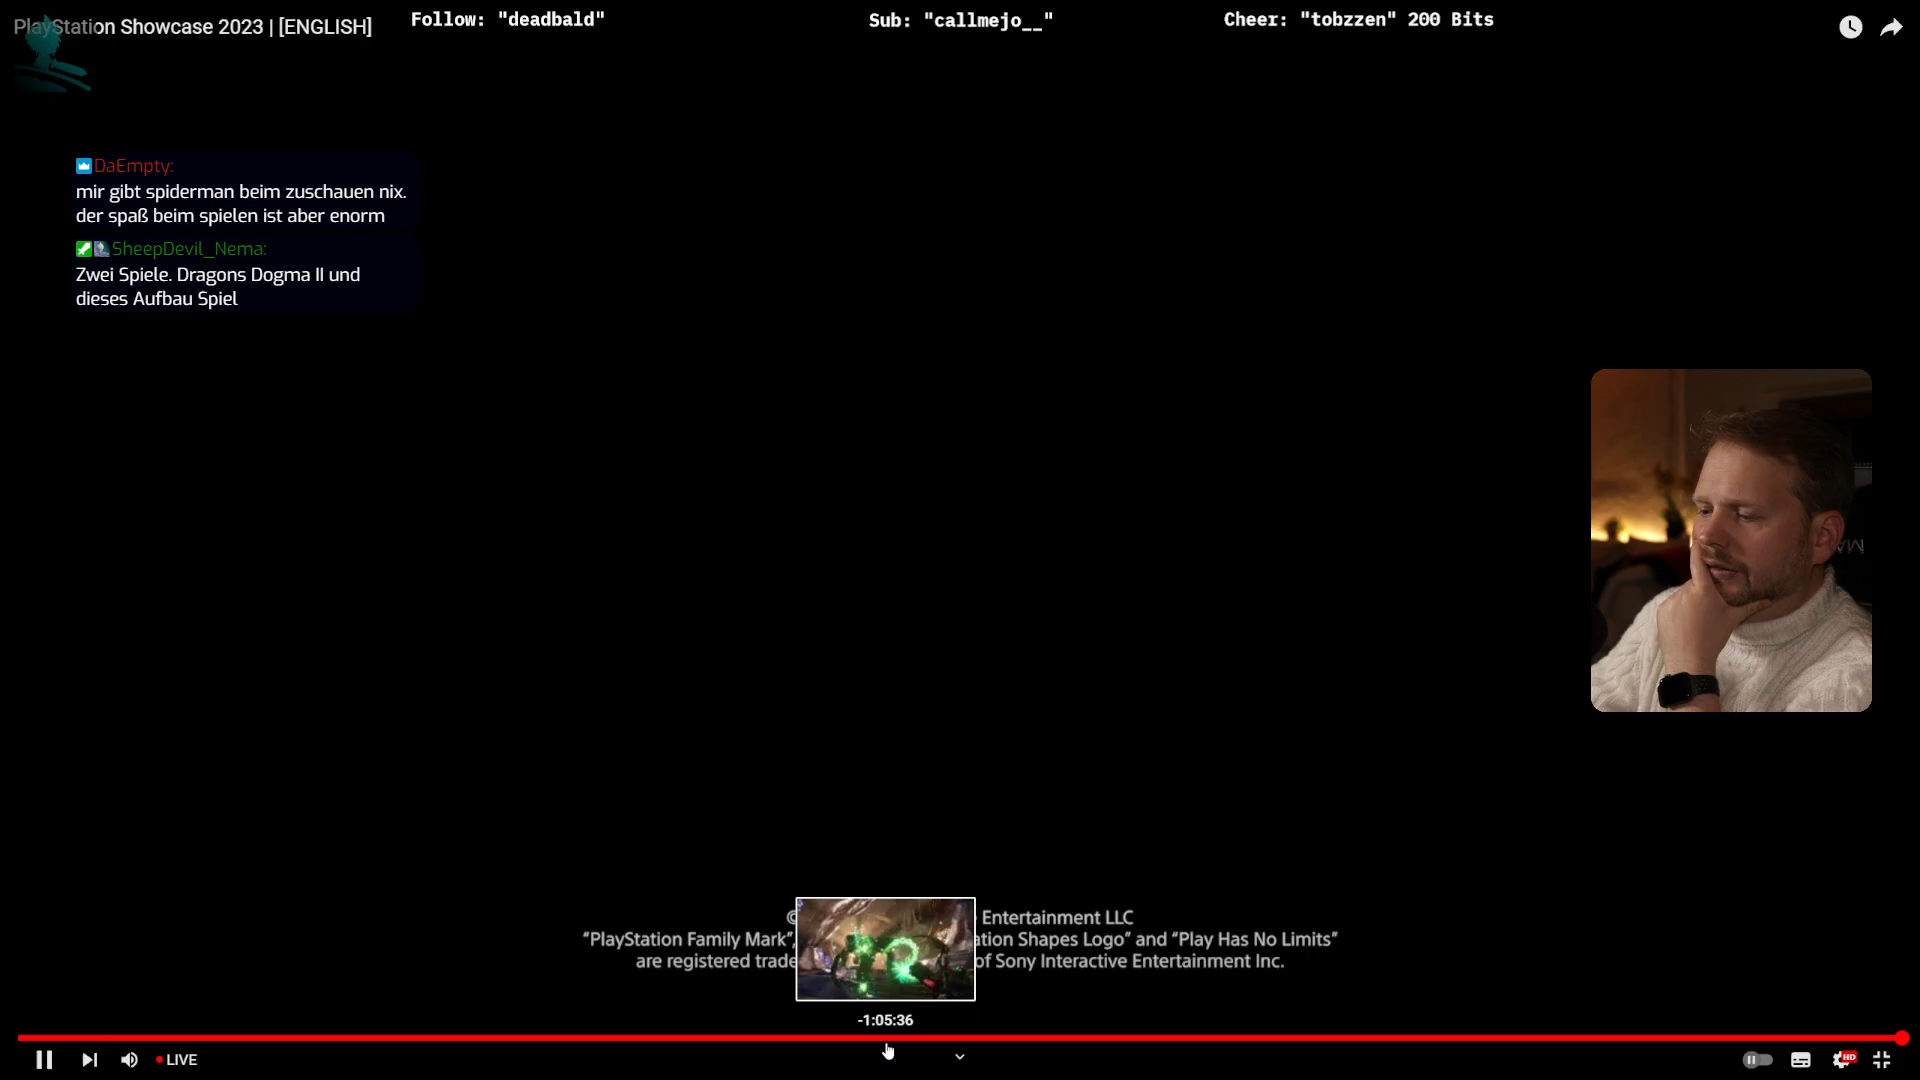 PlayStation Showcase 2023 | [ENGLISH]
Follow: "deadbald"
Sub: "callmejo__"
Cheer: "tobzzen" 200 Bits
DaEmpty:
mir gibt spiderman beim zuschauen nix.
der spaß beim spielen ist aber enorm
SheepDevil_Nema:
Zwei Spiele. Dragons Dogma II und
dieses Aufbau Spiel
© Entertainment LLC
“PlayStation Family Mark”, Shapes Logo” and “Play Has No Limits”
are registered of Sony Interactive Entertainment Inc.
-1:05:36
LIVE
HD